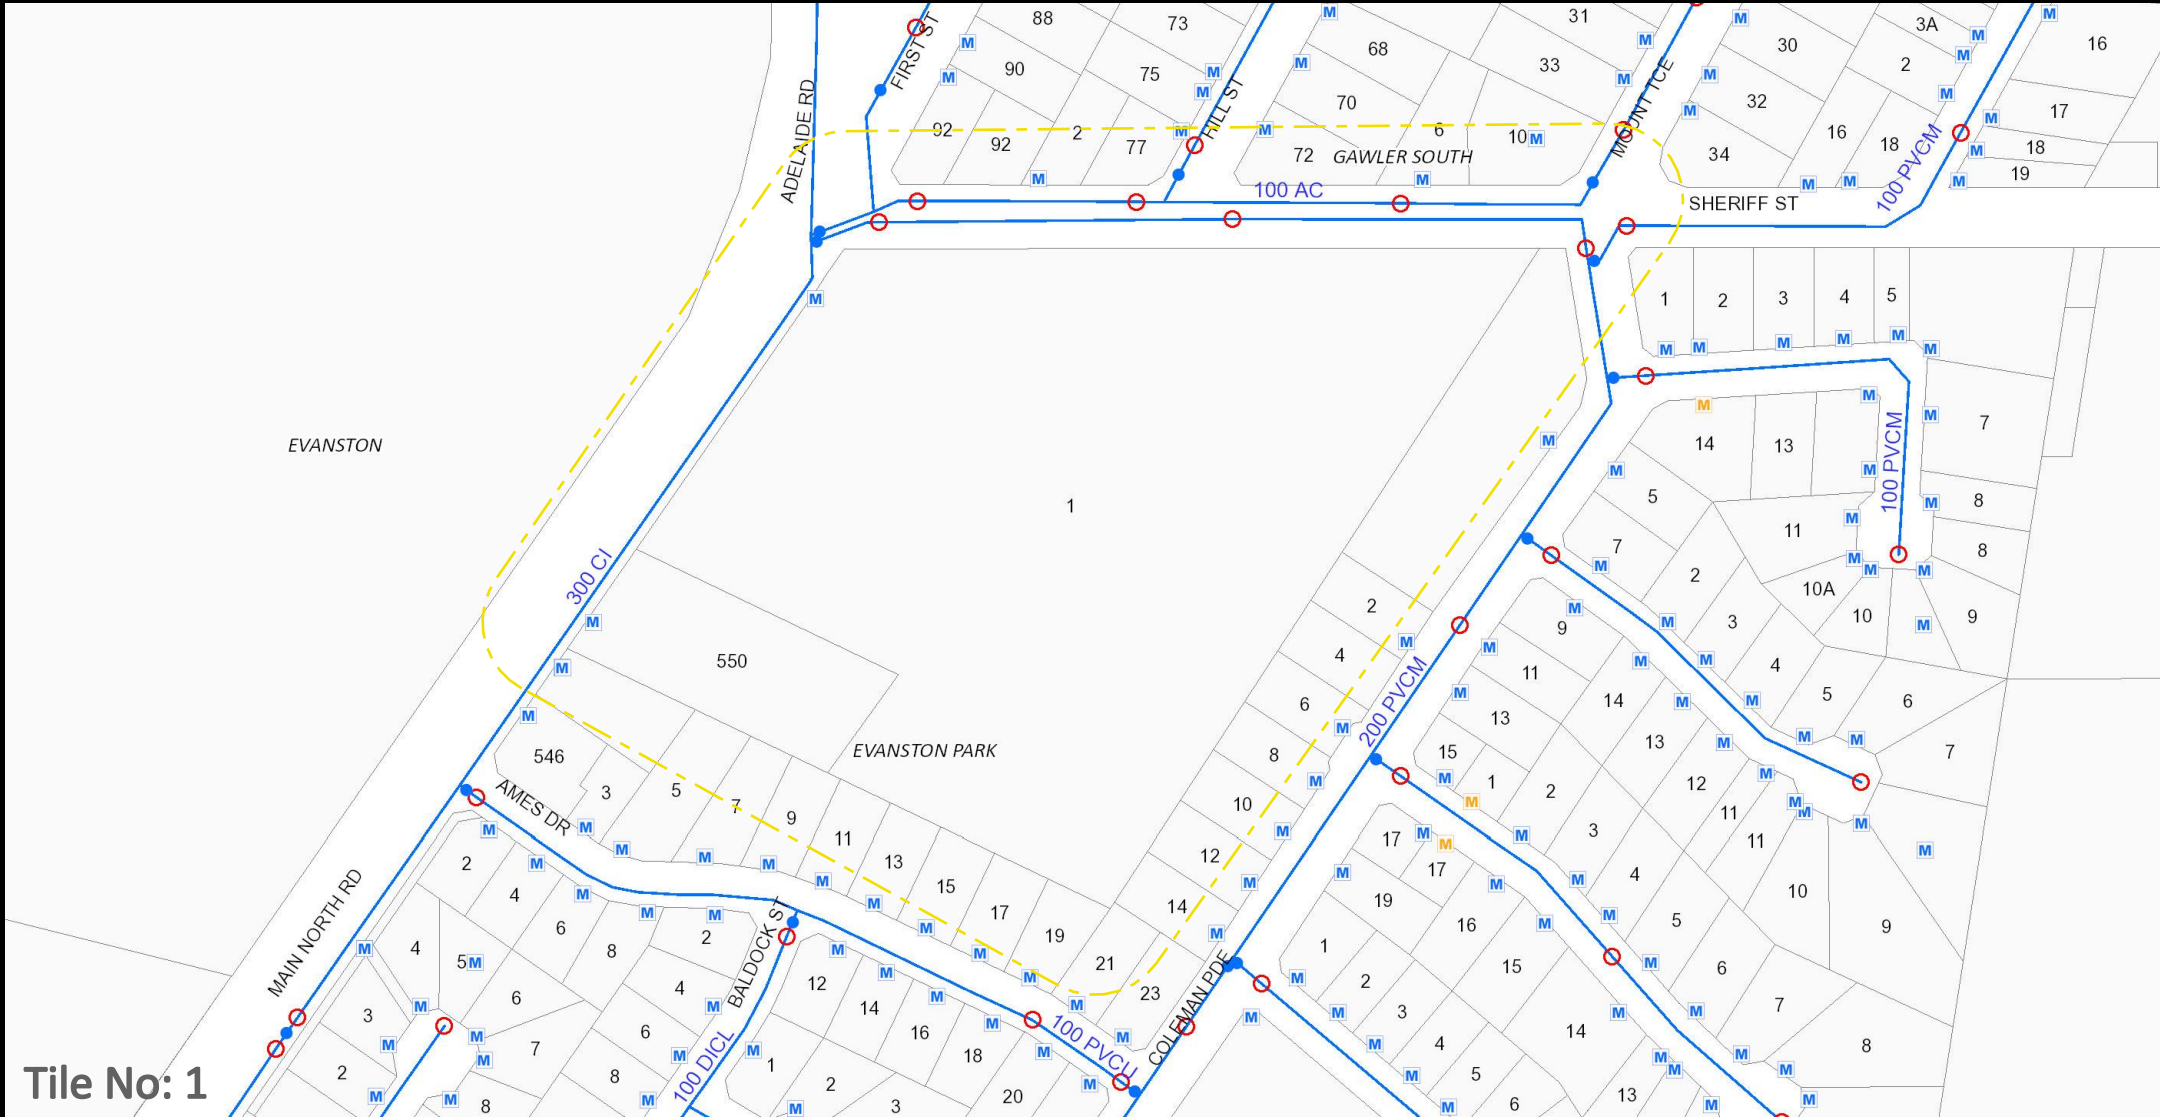 88
73
31
3A
16
FIRST ST
M
M
M
M
M
68
30
M
90
75
M
M
33
2
M
M
M
M
ADELAIDE RD
HILL ST
MOUNT TCE
M
M
M
70
32
17
M
M
92
92
2
77
M
M
72
6
10 M
GAWLER SOUTH
34
16
18
100 PVCM
M
18
19
M
M
M
100 AC
M
M
M
SHERIFF ST
M
1
2
3
4
5
M
M
M
M
M
M
EVANSTON
M
M
M
7
14
13
100 PVCM
M
M
M
5
1
M
M
8
11
7
8
M
M
M
M
300 CI
M
2
2
10A
10
9
M
M
M
9
3
M
550
M
4
M
M
M
M
4
11
14
5
6
6
200 PVCM
M
13
M
M
M
M
EVANSTON PARK
546
8
15
13
M
M
7
M
M
M
M
3
5
7
9
10
M
1
2
12
M
M
AMES DR
M
M
11
M
3
11
M
M
M
M
M
M
M
13
12
17
M
M
M
11
M
2
4
M
M
15
M
M
17
M
M
4
10
M
M
M
17
14
19
16
M
M
5
9
MAIN NORTH RD
6
8
2
BALDOCK ST
M
19
M
1
M
4
5M
M
M
M
21
COLEMAN PDE
M
15
M
6
6
4
M
12
M
M
23
2
M
7
3
M
M
14
M
M
M
M
3
M
M
14
8
M
M
6
M
16
100 PVCU
M
M
4
M
M
M
2
7
100 DICL
M
1
18
M
5
M
M
M
Tile No: 1
M
M
8
8
M
2
M
3
20
M
M
6
13
M
M